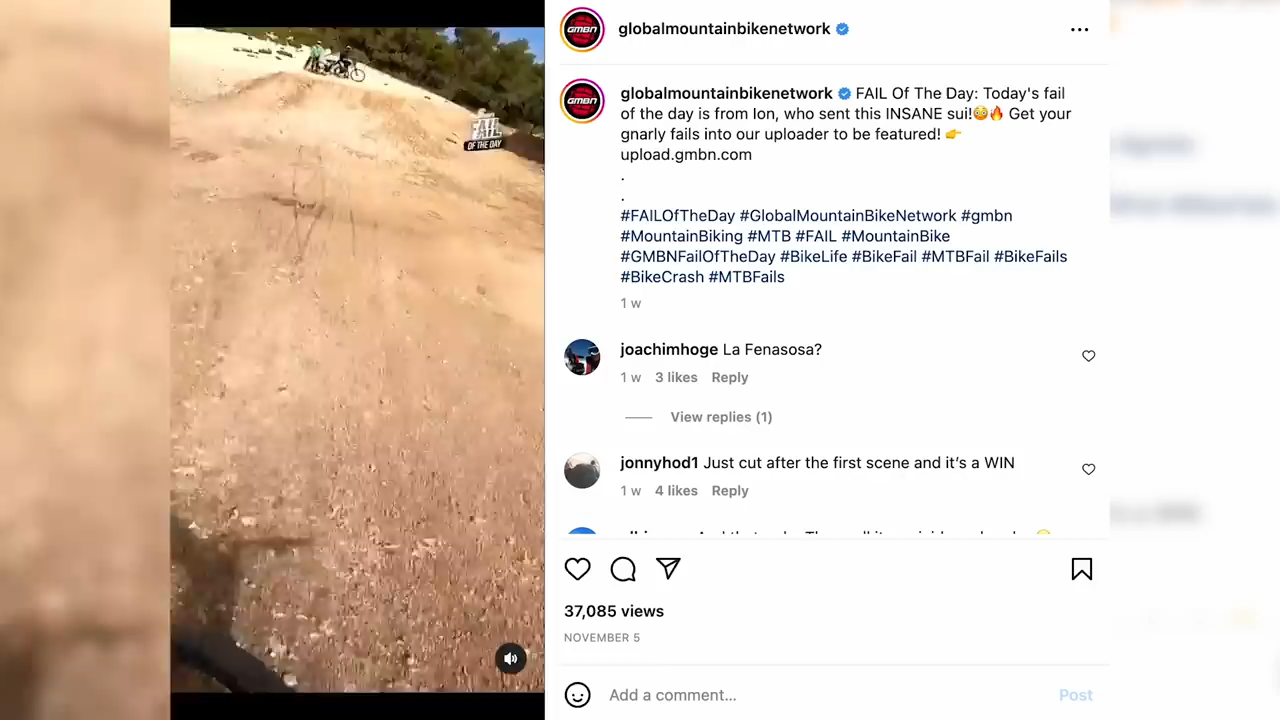 FAIL
OF THE DAY
GMBN
globalmountainbikenetwork
GMBN
globalmountainbikenetwork FAIL Of The Day: Today's fail
of the day is from Ion, who sent this INSANE sui!😳🔥 Get your
gnarly fails into our uploader to be featured! 👉
upload.gmbn.com
.
.
#FAILOfTheDay #GlobalMountainBikeNetwork #gmbn
#MountainBiking #MTB #FAIL #MountainBike
#GMBNFailOfTheDay #BikeLife #BikeFail #MTBFail #BikeFails
#BikeCrash #MTBFails
1 w
joachimhoge La Fenasosa?
1 w 3 likes Reply
View replies (1)
jonnyhod1 Just cut after the first scene and it's a WIN
1 w 4 likes Reply
37,085 views
NOVEMBER 5
Add a comment...
Post